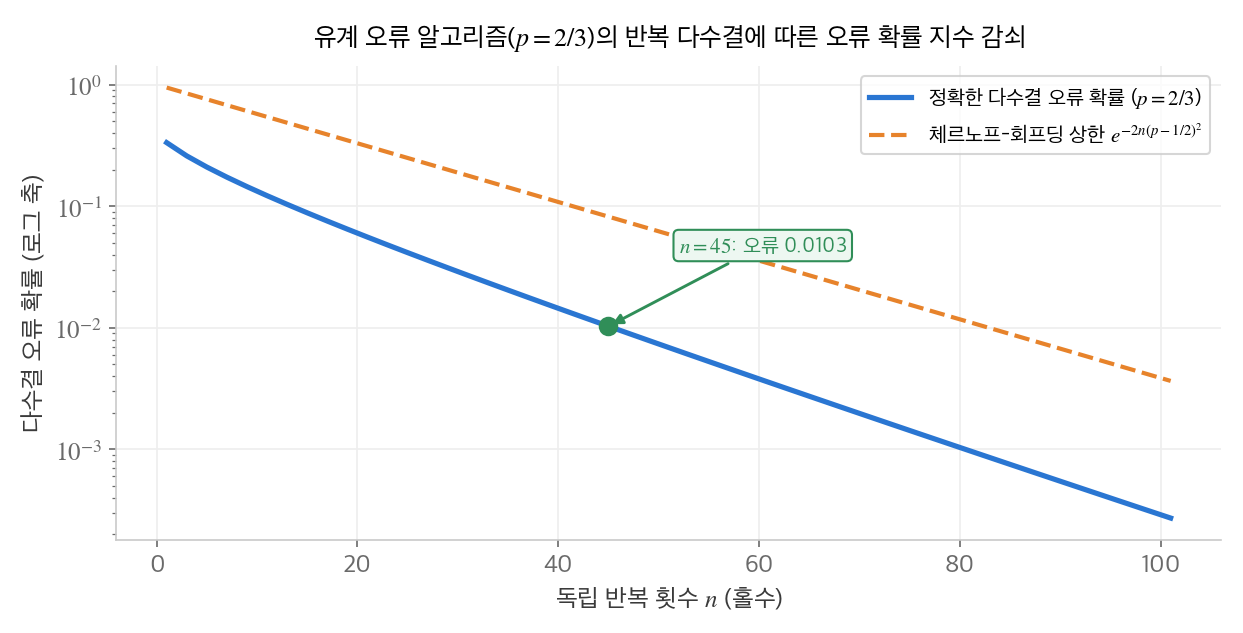 유계 오류 알고리즘(p = 2/3)의 반복 다수결에 따른 오류 확률 지수 감쇠
다수결 오류 확률 (로그 축)
10⁰
10⁻¹
10⁻²
10⁻³
정확한 다수결 오류 확률 (p = 2/3)
체르노프-회프딩 상한 e^{−2n(p−1/2)²}
n = 45: 오류 0.0103
0 20 40 60 80 100
독립 반복 횟수 n (홀수)